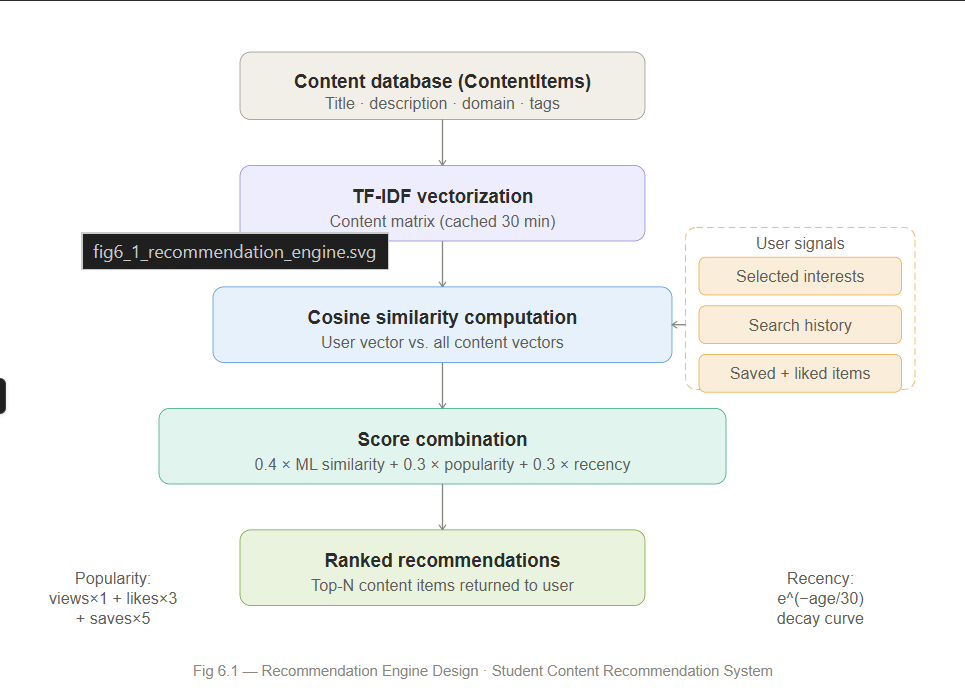 Content database (ContentItems)
Title · description · domain · tags
TF-IDF vectorization
Content matrix (cached 30 min)
fig6_1_recommendation_engine.svg
User signals
Selected interests
Search history
Saved + liked items
Cosine similarity computation
User vector vs. all content vectors
Score combination
0.4 × ML similarity + 0.3 × popularity + 0.3 × recency
Ranked recommendations
Top-N content items returned to user
Popularity:
views×1 + likes×3
+ saves×5
Recency:
e^(−age/30)
decay curve
Fig 6.1 — Recommendation Engine Design · Student Content Recommendation System